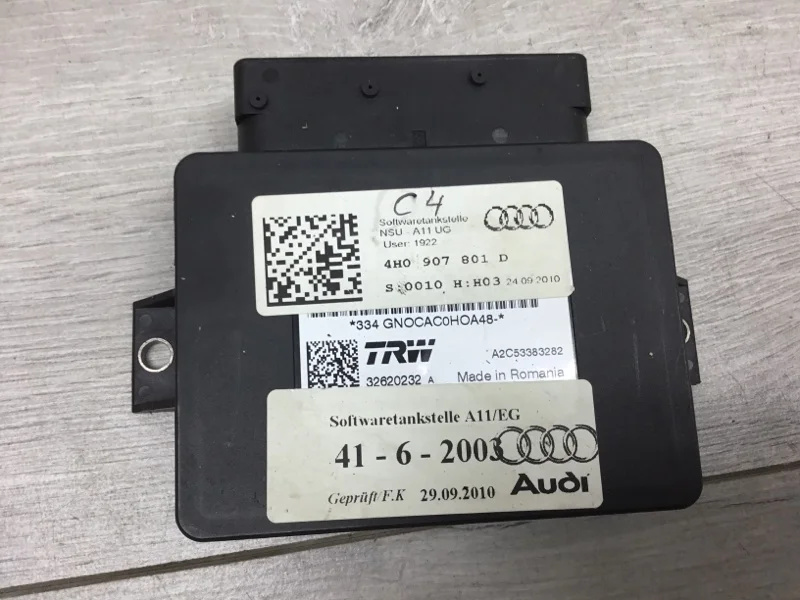 C 4
Softwaretankstelle
NSU - A11 UG
User: 1922
4H0 907 801 D
S:0010 H:H03 24.09.2010
*334 GNOCAC0HOA48-*
TRW
A2C53383282
32620232 A
Made in Romania
Softwaretankstelle A11/EG
41 - 6 - 2003
Geprüft/F.K 29.09.2010
Audi